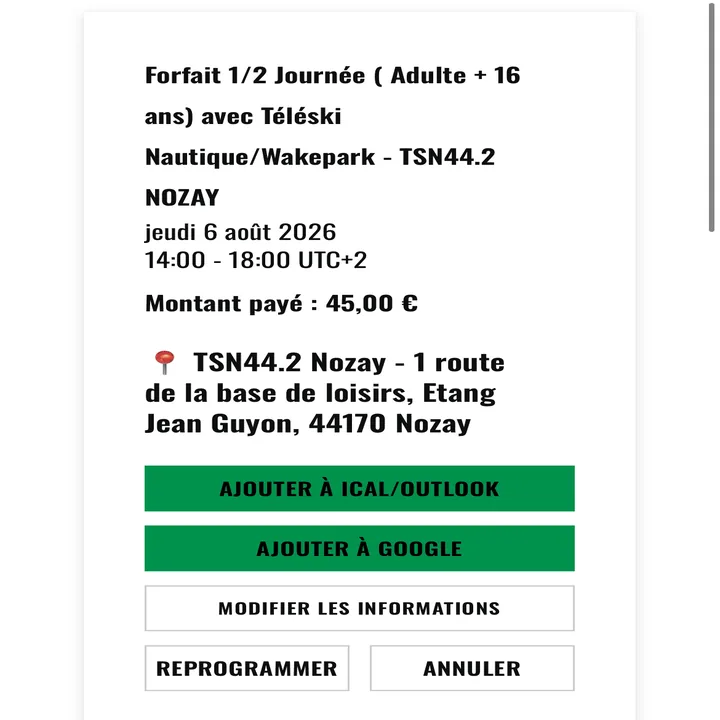 Forfait 1/2 Journée ( Adulte + 16
ans) avec Téléski
Nautique/Wakepark - TSN44.2
NOZAY
jeudi 6 août 2026
14:00 - 18:00 UTC+2
Montant payé : 45,00 €
📍 TSN44.2 Nozay - 1 route
de la base de loisirs, Etang
Jean Guyon, 44170 Nozay
AJOUTER À ICAL/OUTLOOK
AJOUTER À GOOGLE
MODIFIER LES INFORMATIONS
REPROGRAMMER
ANNULER